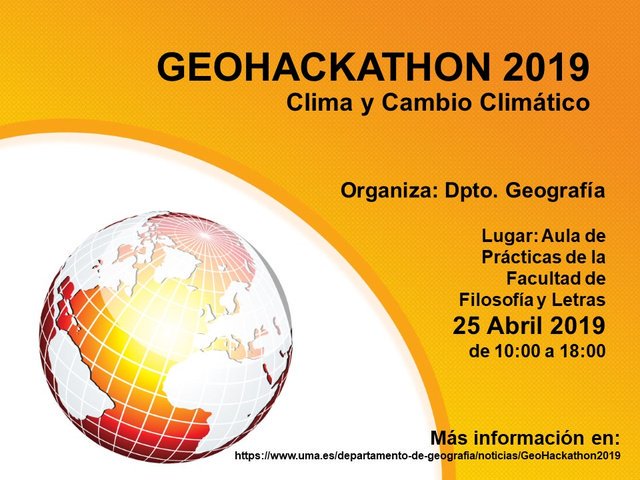 GEOHACKATHON 2019
Clima y Cambio Climático
Organiza: Dpto. Geografía
Lugar: Aula de
Prácticas de la
Facultad de
Filosofía y Letras
25 Abril 2019
de 10:00 a 18:00
Más información en:
https://www.uma.es/departamento-de-geografia/noticias/GeoHackathon2019